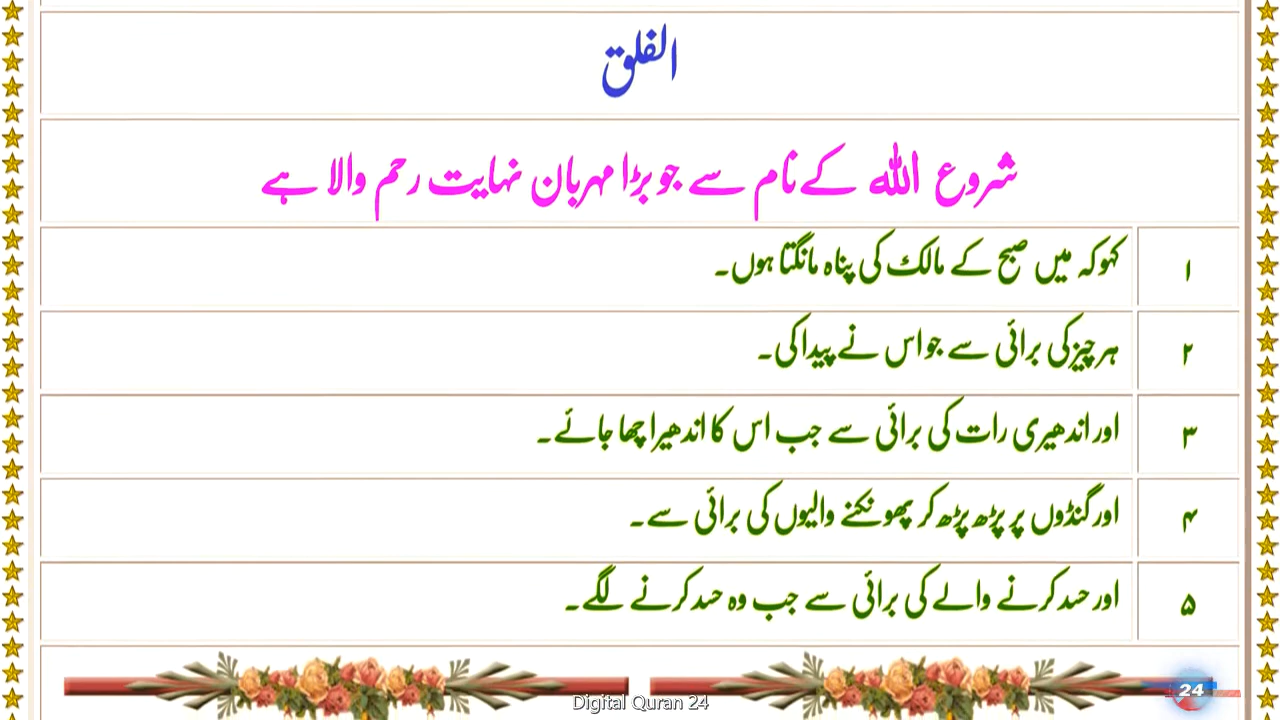 الفلق
شروع اللہ کے نام سے جو بڑا مہربان نہایت رحم والا ہے
۱ کہو کہ میں صبح کے مالک کی پناہ مانگتا ہوں۔
۲ ہر چیز کی برائی سے جو اس نے پیدا کی۔
۳ اور اندھیری رات کی برائی سے جب اس کا اندھیرا چھا جائے۔
۴ اور گنڈوں پر پڑھ پڑھ کر پھونکنے والیوں کی برائی سے۔
۵ اور حسد کرنے والے کی برائی سے جب وہ حسد کرنے لگے۔
Digital Quran 24
24